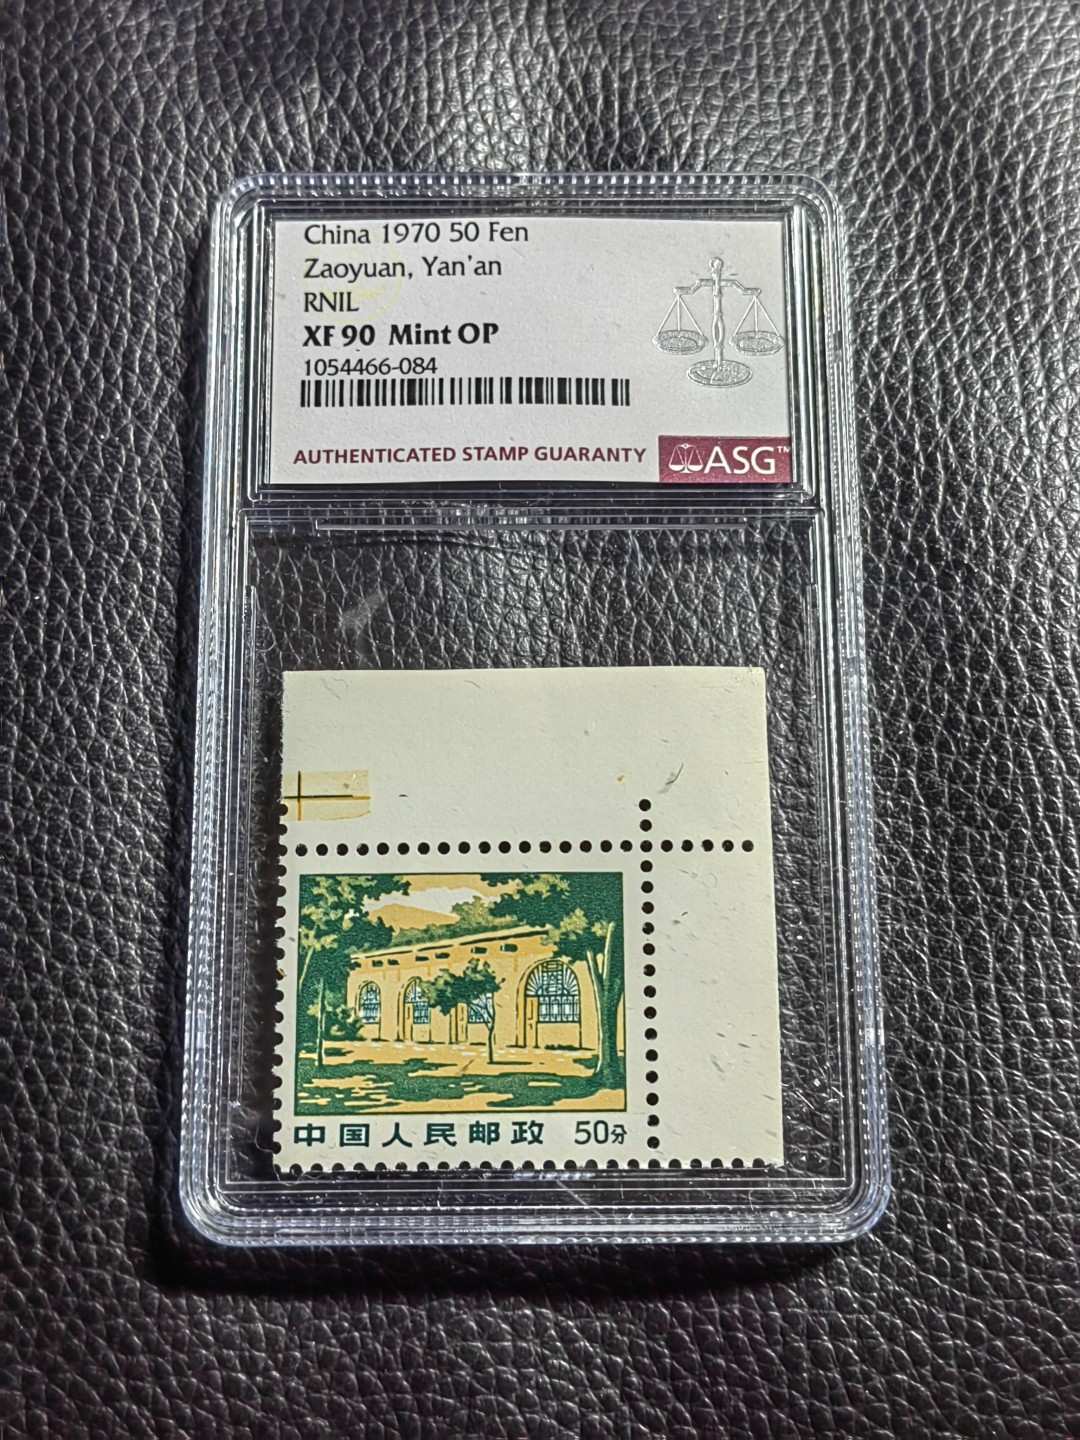 China 1970 50 Fen
Zaoyuan, Yan'an
RNIL
XF 90 Mint OP
1054466-084
AUTHENTICATED STAMP GUARANTY
ASG™
中国人民邮政 50分